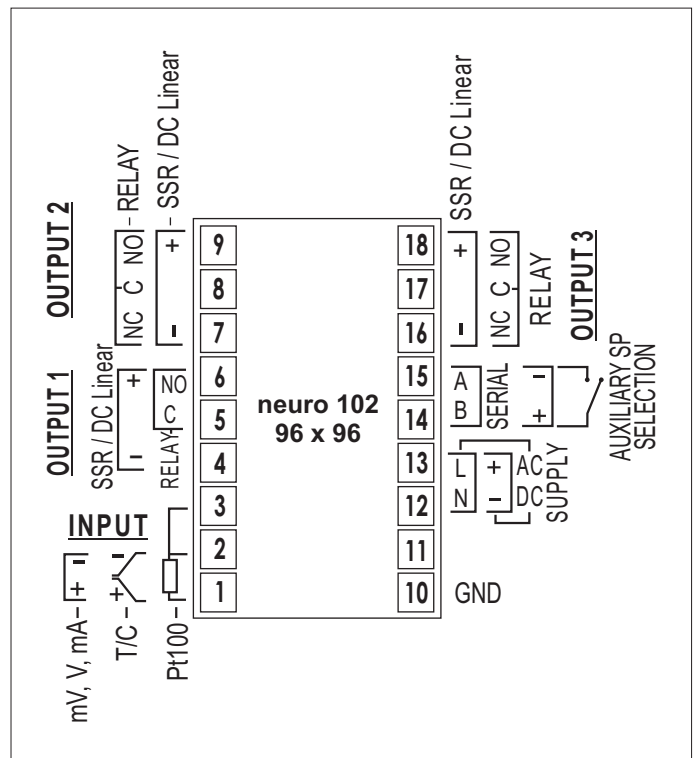 OUTPUT 2
NC C NO
RELAY
- +
SSR / DC Linear
OUTPUT 1
SSR / DC Linear
- +
RELAY
C NO
INPUT
mV, V, mA
+ -
T/C
+ -
Pt100
9
8
7
6
5
4
3
2
1
neuro 102
96 x 96
18
17
16
15
14
13
12
11
10
SSR / DC Linear
- +
NC C NO
RELAY
OUTPUT 3
A
B
SERIAL
+ -
AUXILIARY SP
SELECTION
L
N
+
-
AC
DC
SUPPLY
GND